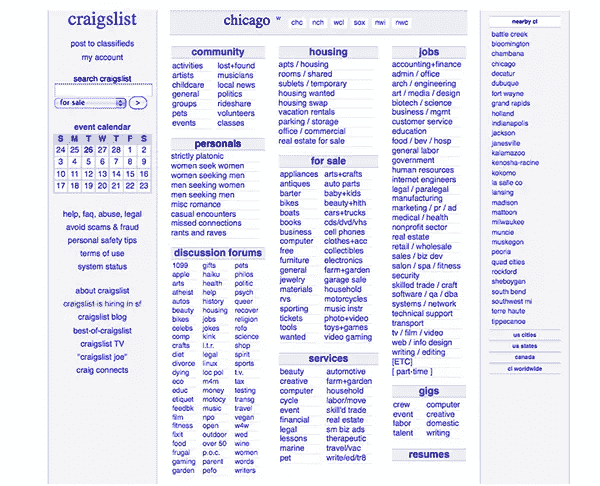 craigslist
post to classifieds
my account
search craigslist
for sale >
event calendar
S M T W T F S
24 25 26 27 28 1 2
3 4 5 6 7 8 9
10 11 12 13 14 15 16
17 18 19 20 21 22 23
help, faq, abuse, legal
avoid scams & fraud
personal safety tips
terms of use
system status
about craigslist
craigslist is hiring in sf
craigslist blog
best-of-craigslist
craigslist TV
"craigslist joe"
craig connects
chicago w chc nch wcl sox nwi nwc
community
activities lost+found
artists musicians
childcare local news
general politics
groups rideshare
pets volunteers
events classes
personals
strictly platonic
women seek women
women seeking men
men seeking women
men seeking men
misc romance
casual encounters
missed connections
rants and raves
discussion forums
1099 gifts pets
apple haiku philos
arts health politic
atheist help psych
autos history queer
beauty housing recover
bikes jobs religion
celebs jokes rofo
comp kink science
crafts l.t.r. shop
diet legal spirit
divorce linux sports
dying loc pol t.v.
eco m4m tax
educ money testing
etiquet motocy transg
feedbk music travel
film npo vegan
fitness open w4w
fixit outdoor wed
food over 50 wine
frugal p.o.c. women
gaming parent words
garden pefo writers
housing
apts / housing
rooms / shared
sublets / temporary
housing wanted
housing swap
vacation rentals
parking / storage
office / commercial
real estate for sale
for sale
appliances arts+crafts
antiques auto parts
barter baby+kids
bikes beauty+hlth
boats cars+trucks
books cds/dvd/vhs
business cell phones
computer clothes+acc
free collectibles
furniture electronics
general farm+garden
jewelry garage sale
materials household
rvs motorcycles
sporting music instr
tickets photo+video
tools toys+games
wanted video gaming
services
beauty automotive
creative farm+garden
computer household
cycle labor/move
event skill'd trade
financial real estate
legal sm biz ads
lessons therapeutic
marine travel/vac
pet write/ed/tr8
jobs
accounting+finance
admin / office
arch / engineering
art / media / design
biotech / science
business / mgmt
customer service
education
food / bev / hosp
general labor
government
human resources
internet engineers
legal / paralegal
manufacturing
marketing / pr / ad
medical / health
nonprofit sector
real estate
retail / wholesale
sales / biz dev
salon / spa / fitness
security
skilled trade / craft
software / qa / dba
systems / network
technical support
transport
tv / film / video
web / info design
writing / editing
[ETC]
[ part-time ]
gigs
crew computer
event creative
labor domestic
talent writing
resumes
nearby cl
battle creek
bloomington
chambana
chicago
decatur
dubuque
fort wayne
grand rapids
holland
indianapolis
jackson
janesville
kalamazoo
kenosha-racine
kokomo
la salle co
lansing
madison
mattoon
milwaukee
muncie
muskegon
peoria
quad cities
rockford
sheboygan
south bend
southwest mi
terre haute
tippecanoe
us cities
us states
canada
cl worldwide